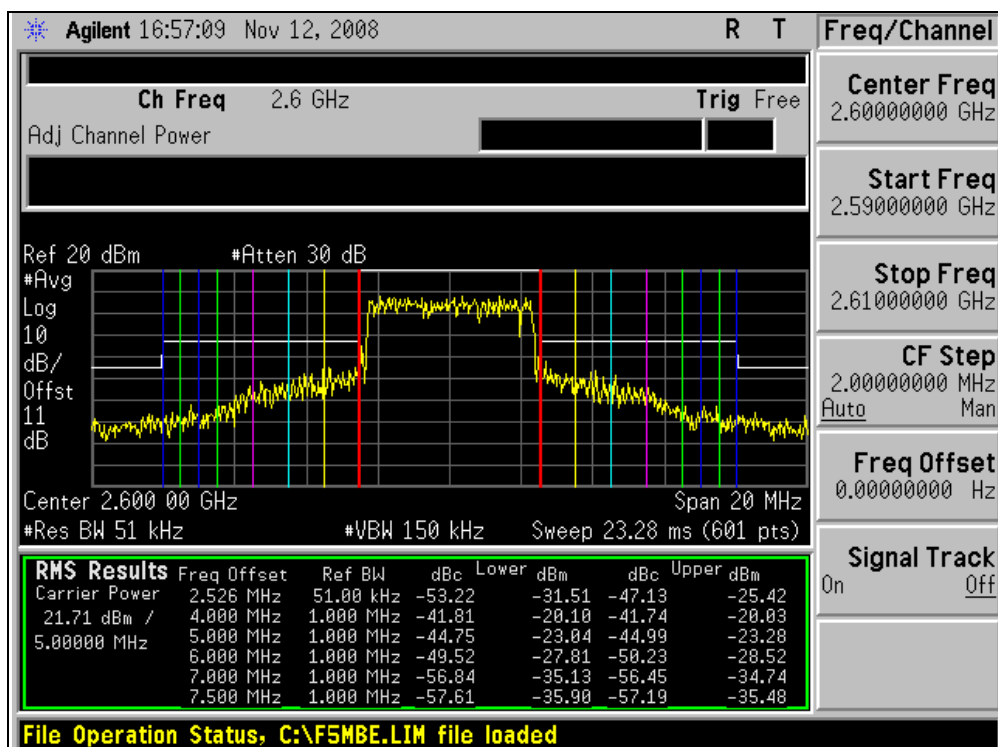 Agilent 16:57:09 Nov 12, 2008 R T
Ch Freq 2.6 GHz Trig Free
Adj Channel Power
Ref 20 dBm #Atten 30 dB
#Avg
Log
10
dB/
Offst
11
dB
Center 2.600 00 GHz Span 20 MHz
#Res BW 51 kHz #VBW 150 kHz Sweep 23.28 ms (601 pts)
RMS Results Freq Offset Ref BW dBc Lower dBm dBc Upper dBm
Carrier Power 2.526 MHz 51.00 kHz -53.22 -31.51 -47.13 -25.42
21.71 dBm / 4.000 MHz 1.000 MHz -41.81 -20.10 -41.74 -20.03
5.00000 MHz 5.000 MHz 1.000 MHz -44.75 -23.04 -44.99 -23.28
6.000 MHz 1.000 MHz -49.52 -27.81 -50.23 -28.52
7.000 MHz 1.000 MHz -56.84 -35.13 -56.45 -34.74
7.500 MHz 1.000 MHz -57.61 -35.90 -57.19 -35.48
File Operation Status, C:\F5MBE.LIM file loaded
Freq/Channel
Center Freq
2.60000000 GHz
Start Freq
2.59000000 GHz
Stop Freq
2.61000000 GHz
CF Step
2.00000000 MHz
Auto Man
Freq Offset
0.00000000 Hz
Signal Track
On Off